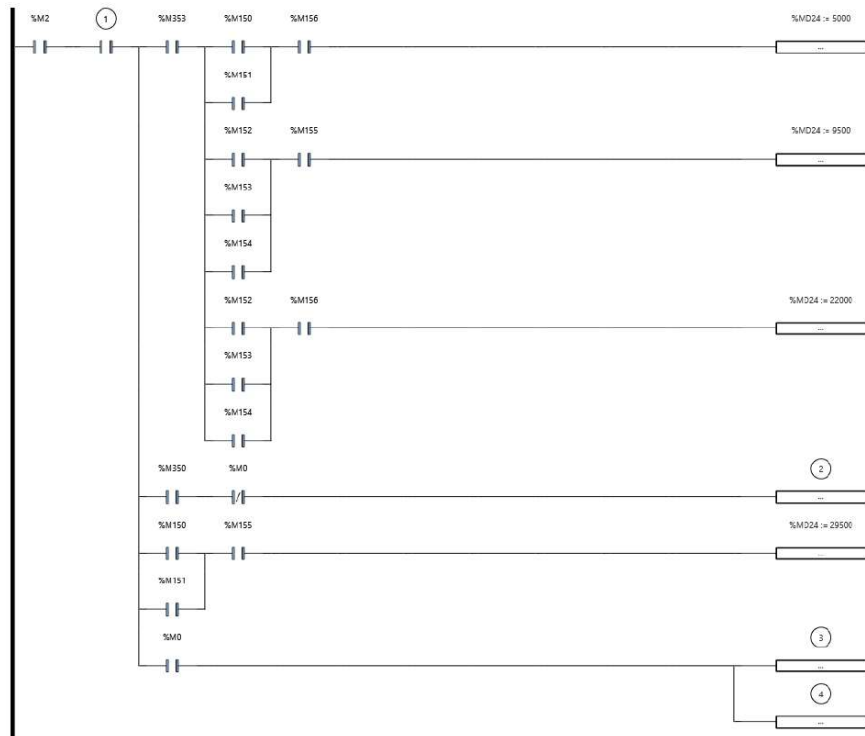 %M2 1 %M353 %M150 %M156 %MD24 := 5000
...
%M151
%M152 %M155 %MD24 := 9500
...
%M153
%M154
%M152 %M156 %MD24 := 22000
...
%M153
%M154
%M350 %M0 2
...
%M150 %M155 %MD24 := 29500
...
%M151
%M0 3
...
4
...